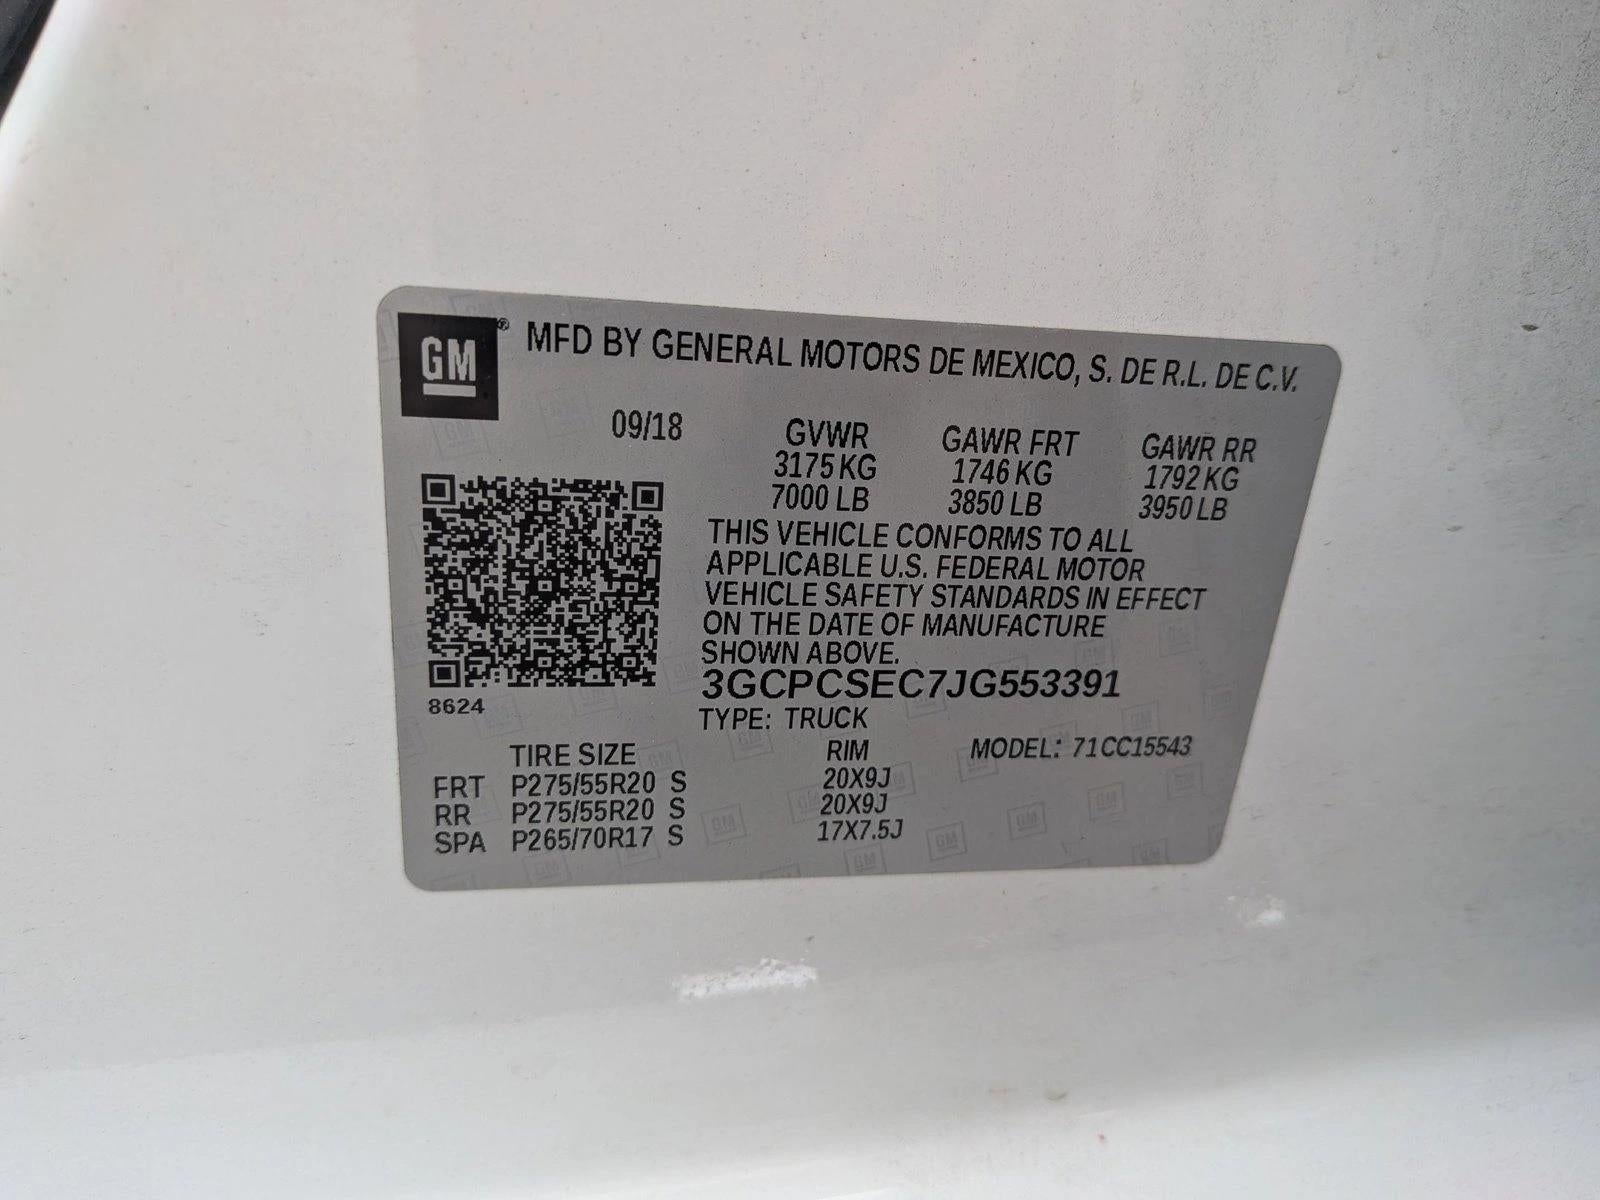 GM® MFD BY GENERAL MOTORS DE MEXICO, S. DE R.L. DE C.V.
09/18 GVWR GAWR FRT GAWR RR
3175 KG 1746 KG 1792 KG
7000 LB 3850 LB 3950 LB
THIS VEHICLE CONFORMS TO ALL
APPLICABLE U.S. FEDERAL MOTOR
VEHICLE SAFETY STANDARDS IN EFFECT
ON THE DATE OF MANUFACTURE
SHOWN ABOVE.
3GCPCSEC7JG553391
8624
TYPE: TRUCK
TIRE SIZE RIM MODEL: 71CC15543
FRT P275/55R20 S 20X9J
RR P275/55R20 S 20X9J
SPA P265/70R17 S 17X7.5J